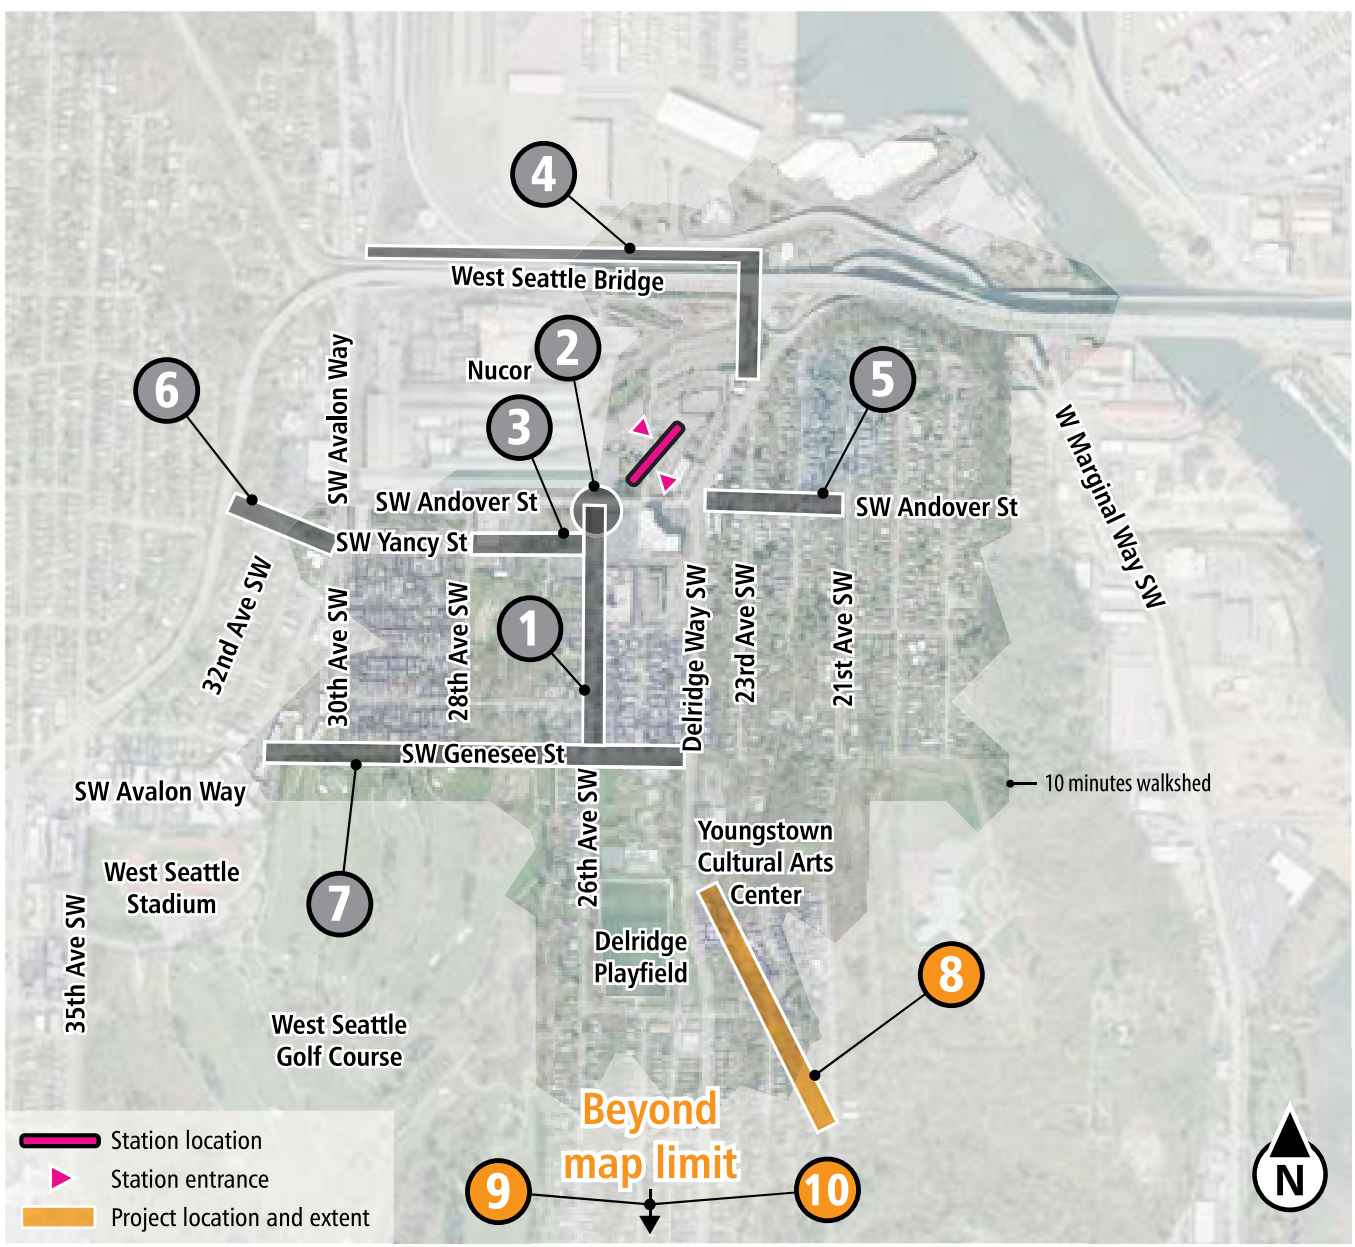 4
West Seattle Bridge
2
Nucor
5
6
3
SW Avalon Way
W Marginal Way SW
SW Andover St
SW Andover St
SW Yancy St
1
32nd Ave SW
30th Ave SW
28th Ave SW
Delridge Way SW
23rd Ave SW
21st Ave SW
SW Genesee St
10 minutes walkshed
SW Avalon Way
26th Ave SW
Youngstown
Cultural Arts
Center
West Seattle
Stadium
7
35th Ave SW
Delridge
Playfield
8
West Seattle
Golf Course
Beyond
map limit
9
10
Station location
Station entrance
Project location and extent
N